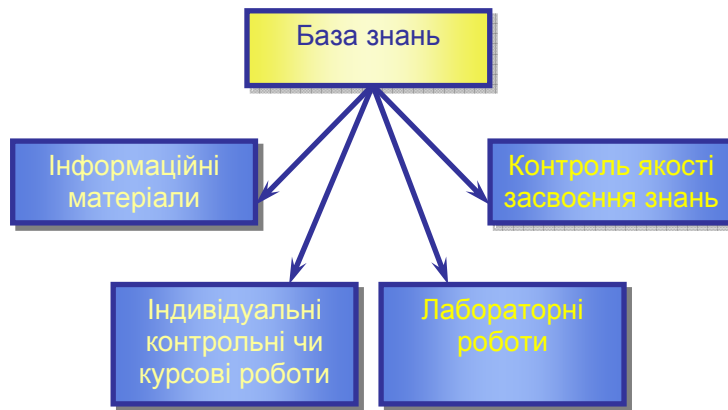 База знань
Інформаційні
матеріали
Контроль якості
засвоєння знань
Індивідуальні
контрольні чи
курсові роботи
Лабораторні
роботи